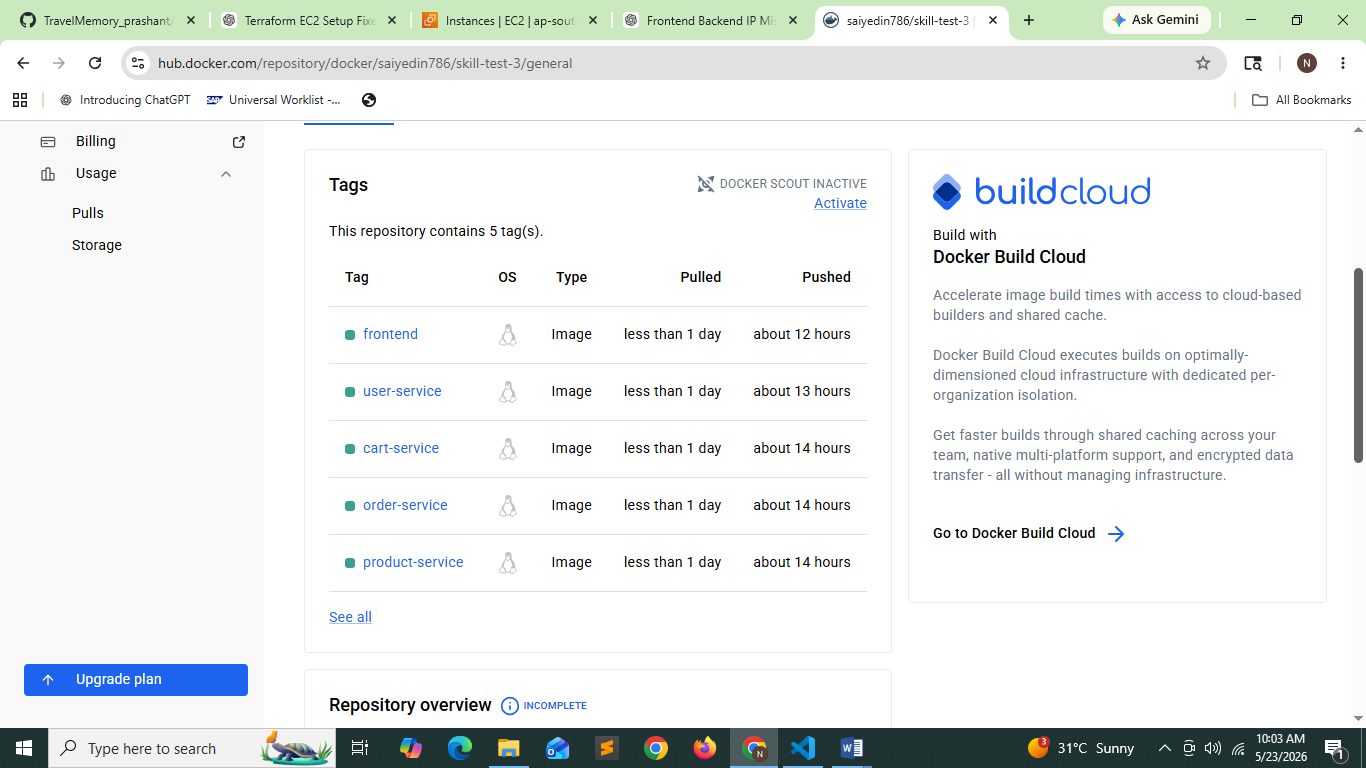 TravelMemory_prashant/
Terraform EC2 Setup Fixe
Instances | EC2 | ap-sout
Frontend Backend IP Mis
saiyedin786/skill-test-3 |
Ask Gemini
hub.docker.com/repository/docker/saiyedin786/skill-test-3/general
N
Introducing ChatGPT
SAP
Universal Worklist -...
All Bookmarks
Billing
Usage
Pulls
Storage
Upgrade plan
Tags
DOCKER SCOUT INACTIVE
Activate
This repository contains 5 tag(s).
Tag OS Type Pulled Pushed
frontend Image less than 1 day about 12 hours
user-service Image less than 1 day about 13 hours
cart-service Image less than 1 day about 14 hours
order-service Image less than 1 day about 14 hours
product-service Image less than 1 day about 14 hours
See all
Repository overview INCOMPLETE
buildcloud
Build with
Docker Build Cloud
Accelerate image build times with access to cloud-based
builders and shared cache.
Docker Build Cloud executes builds on optimally-
dimensioned cloud infrastructure with dedicated per-
organization isolation.
Get faster builds through shared caching across your
team, native multi-platform support, and encrypted data
transfer - all without managing infrastructure.
Go to Docker Build Cloud
Type here to search
N
3
31°C Sunny
10:03 AM
5/23/2026
1